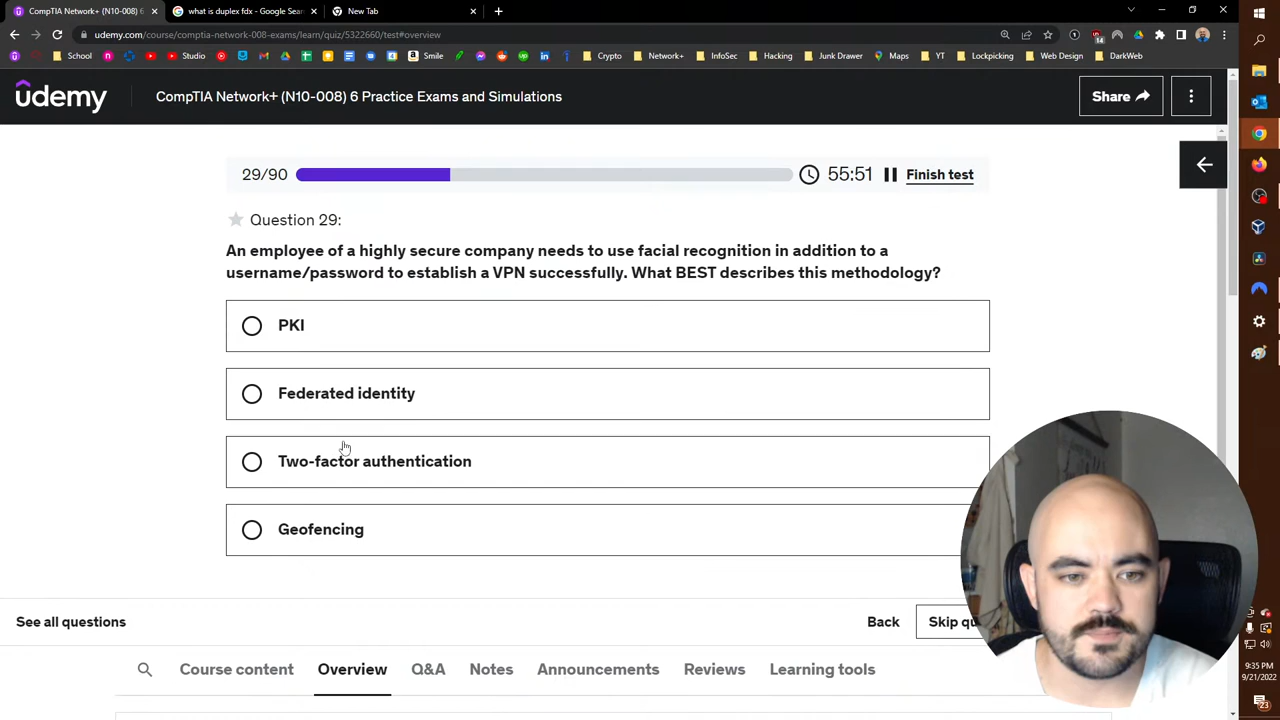 CompTIA Network+ (N10-008) 6 Pr
what is duplex fdx - Google Sear
New Tab
udemy.com/course/comptia-network-008-exams/learn/quiz/5322660/test#overview
School
Studio
Smile
Crypto
Network+
InfoSec
Hacking
Junk Drawer
Maps
YT
Lockpicking
Web Design
DarkWeb
udemy
CompTIA Network+ (N10-008) 6 Practice Exams and Simulations
Share
29/90
55:51
Finish test
Question 29:
An employee of a highly secure company needs to use facial recognition in addition to a
username/password to establish a VPN successfully. What BEST describes this methodology?
PKI
Federated identity
Two-factor authentication
Geofencing
See all questions
Back
Skip qu
Course content
Overview
Q&A
Notes
Announcements
Reviews
Learning tools
9:35 PM
9/21/2022
23